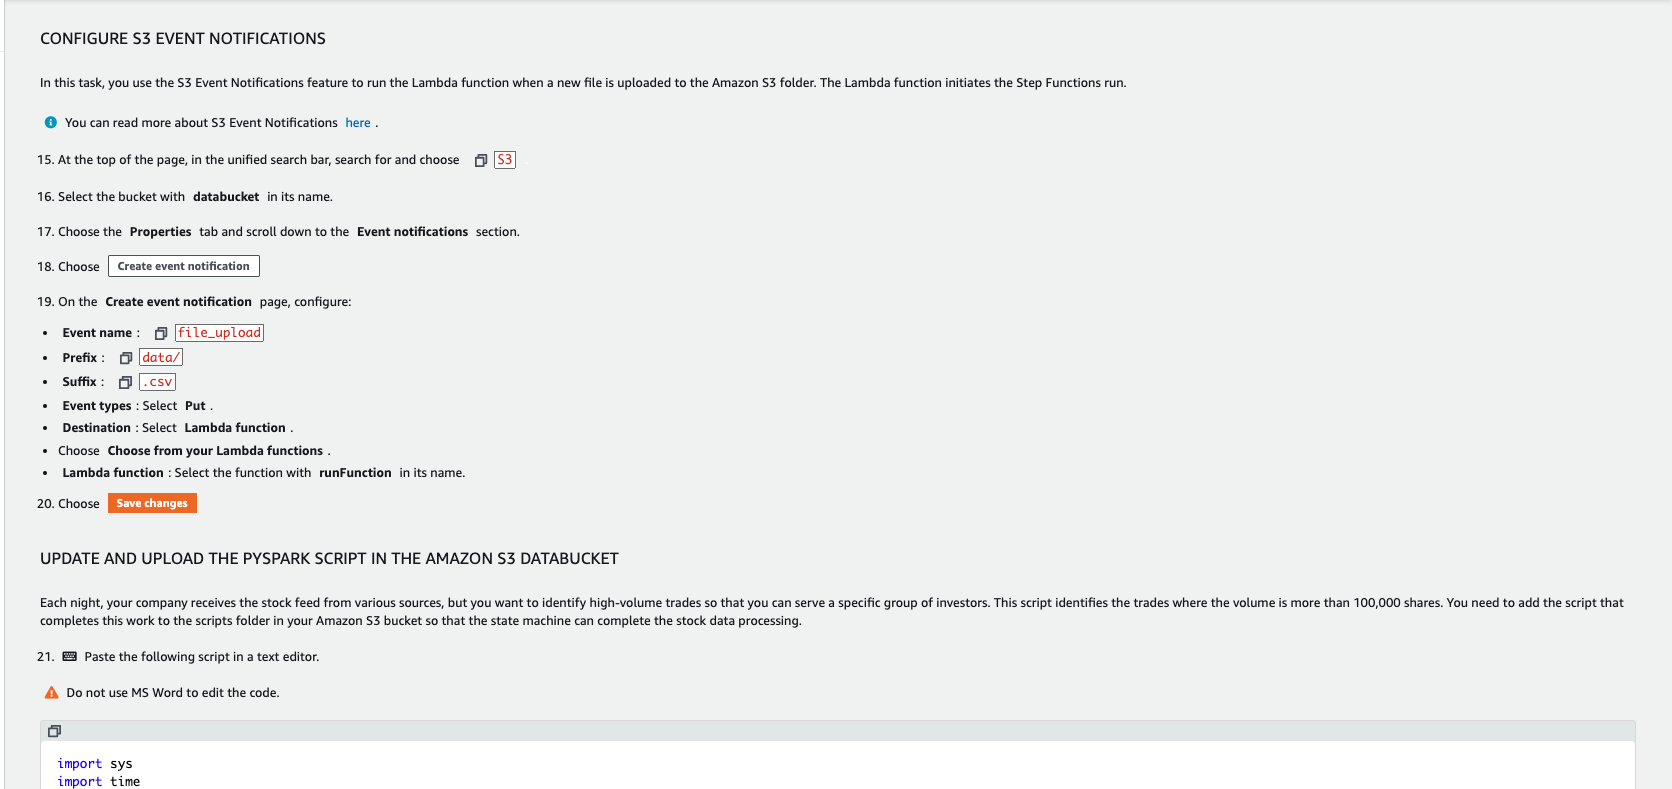 CONFIGURE S3 EVENT NOTIFICATIONS
In this task, you use the S3 Event Notifications feature to run the Lambda function when a new file is uploaded to the Amazon S3 folder. The Lambda function initiates the Step Functions run.
You can read more about S3 Event Notifications here .
15. At the top of the page, in the unified search bar, search for and choose S3 .
16. Select the bucket with databucket in its name.
17. Choose the Properties tab and scroll down to the Event notifications section.
18. Choose Create event notification
19. On the Create event notification page, configure:
• Event name : file_upload
• Prefix : data/
• Suffix : .csv
• Event types : Select Put .
• Destination : Select Lambda function .
• Choose Choose from your Lambda functions .
• Lambda function : Select the function with runFunction in its name.
20. Choose Save changes
UPDATE AND UPLOAD THE PYSPARK SCRIPT IN THE AMAZON S3 DATABUCKET
Each night, your company receives the stock feed from various sources, but you want to identify high-volume trades so that you can serve a specific group of investors. This script identifies the trades where the volume is more than 100,000 shares. You need to add the script that
completes this work to the scripts folder in your Amazon S3 bucket so that the state machine can complete the stock data processing.
21. Paste the following script in a text editor.
Do not use MS Word to edit the code.
import sys
import time